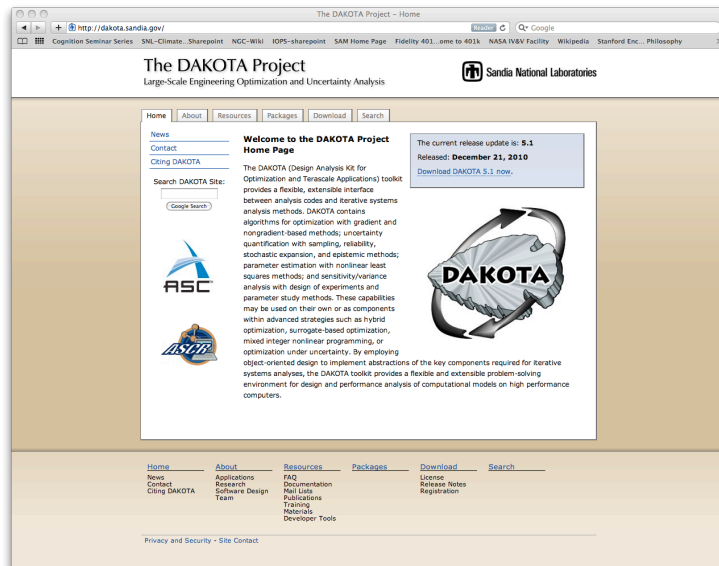 The DAKOTA Project – Home
http://dakota.sandia.gov/
Reader
Google
Cognition Seminar Series SNL-Climate...Sharepoint NGC-Wiki IOPS-sharepoint SAM Home Page Fidelity 401...ome to 401k NASA IV&V Facility Wikipedia Stanford Enc... Philosophy
The DAKOTA Project
Large-Scale Engineering Optimization and Uncertainty Analysis
Sandia National Laboratories
Home About Resources Packages Download Search
News
Contact
Citing DAKOTA
Search DAKOTA Site:
Google Search
ASC
ASCR
Welcome to the DAKOTA Project
Home Page
The DAKOTA (Design Analysis Kit for
Optimization and Terascale Applications) toolkit
provides a flexible, extensible interface
between analysis codes and iterative systems
analysis methods. DAKOTA contains
algorithms for optimization with gradient and
nongradient-based methods; uncertainty
quantification with sampling, reliability,
stochastic expansion, and epistemic methods;
parameter estimation with nonlinear least
squares methods; and sensitivity/variance
analysis with design of experiments and
parameter study methods. These capabilities
may be used on their own or as components
within advanced strategies such as hybrid
optimization, surrogate-based optimization,
mixed integer nonlinear programming, or
optimization under uncertainty. By employing
object-oriented design to implement abstractions of the key components required for iterative
systems analyses, the DAKOTA toolkit provides a flexible and extensible problem-solving
environment for design and performance analysis of computational models on high performance
computers.
The current release update is: 5.1
Released: December 21, 2010
Download DAKOTA 5.1 now.
DAKOTA
Home About Resources Packages Download Search
News
Contact
Citing DAKOTA
Applications
Research
Software Design
Team
FAQ
Documentation
Mail Lists
Publications
Training
Materials
Developer Tools
License
Release Notes
Registration
Privacy and Security - Site Contact